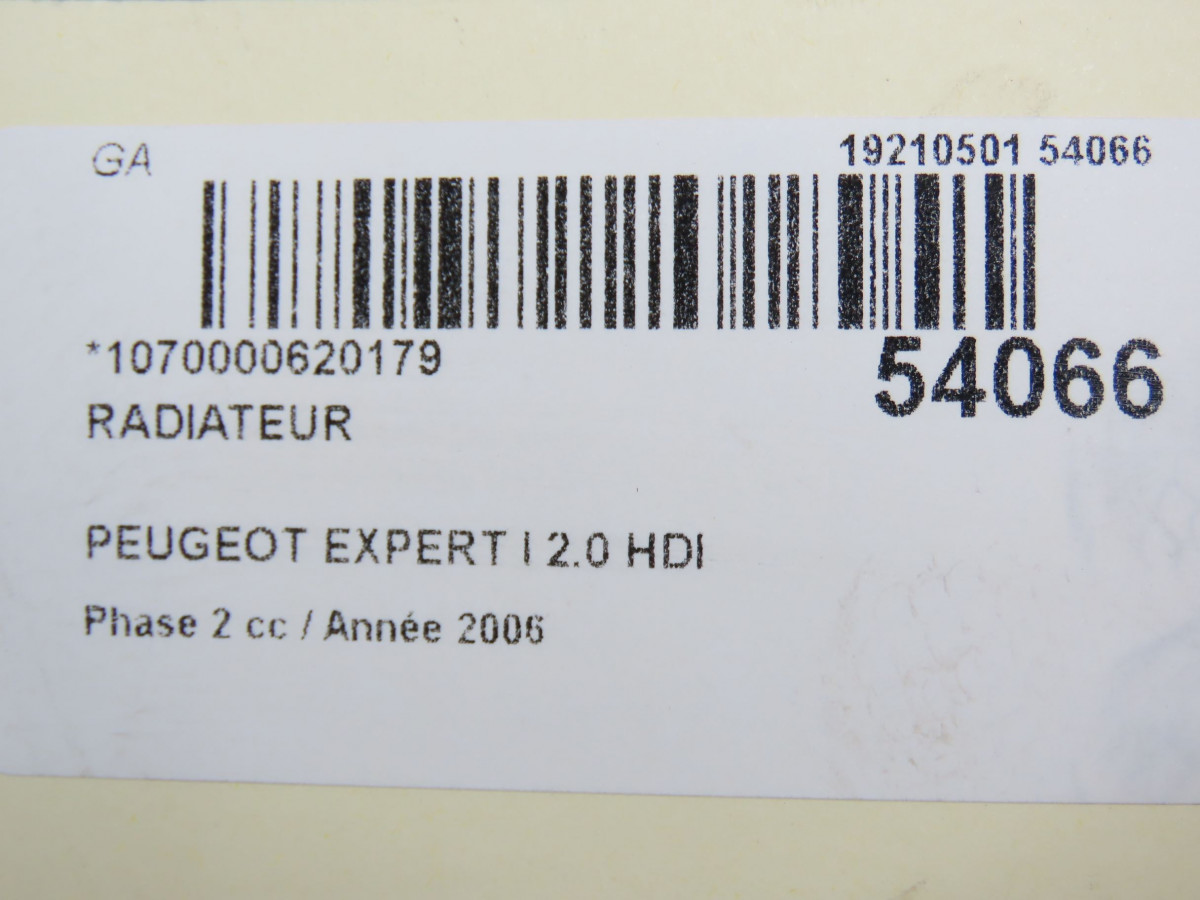 GA 19210501 54066
*1070000620179
54066
RADIATEUR
PEUGEOT EXPERT I 2.0 HDI
Phase 2 cc / Année 2006